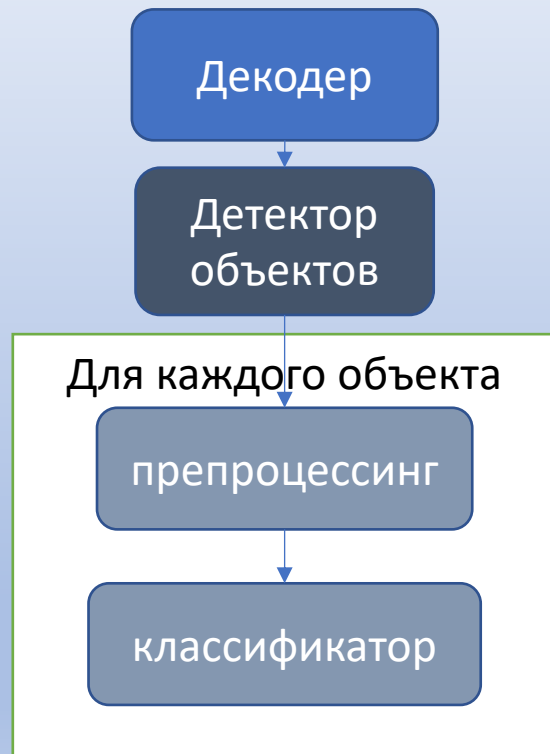 Декодер
Детектор
объектов
Для каждого объекта
препроцессинг
классификатор